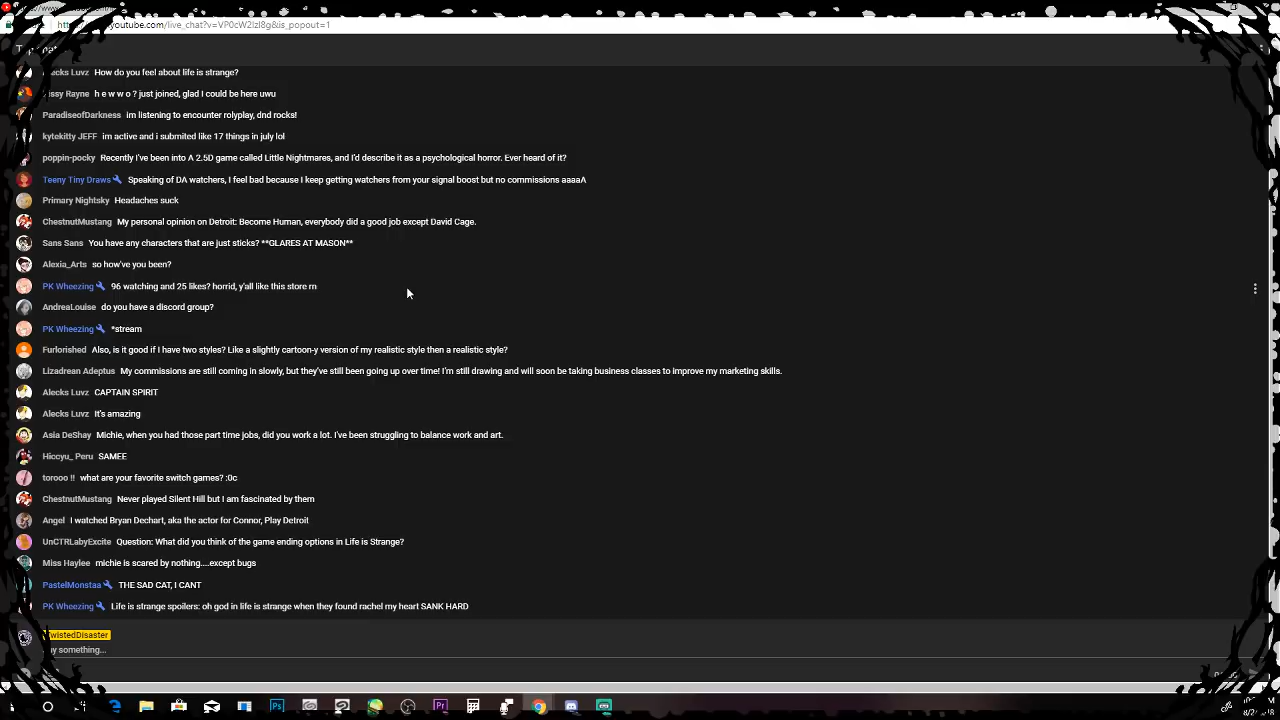 youtube.com/live_chat?v=VP0cW2IzI8g&is_popout=1
Luvz How do you feel about life is strange?
Rayne h e w w o ? just joined, glad I could be here uwu
ParadiseofDarkness im listening to encounter rolyplay, dnd rocks!
kytekitty JEFF im active and i submited like 17 things in july lol
poppin-pocky Recently I've been into A 2.5D game called Little Nightmares, and I'd describe it as a psychological horror. Ever heard of it?
Teeny Tiny Draws Speaking of DA watchers, I feel bad because I keep getting watchers from your signal boost but no commissions aaaaA
Primary Nightsky Headaches suck
ChestnutMustang My personal opinion on Detroit: Become Human, everybody did a good job except David Cage.
Sans Sans You have any characters that are just sticks? **GLARES AT MASON**
Alexia_Arts so how've you been?
PK Wheezing 96 watching and 25 likes? horrid, y'all like this store rn
AndreaLouise do you have a discord group?
PK Wheezing *stream
Furlorished Also, is it good if I have two styles? Like a slightly cartoon-y version of my realistic style then a realistic style?
Lizadrean Adeptus My commissions are still coming in slowly, but they've still been going up over time! I'm still drawing and will soon be taking business classes to improve my marketing skills.
Alecks Luvz CAPTAIN SPIRIT
Alecks Luvz It's amazing
Asia DeShay Michie, when you had those part time jobs, did you work a lot. I've been struggling to balance work and art.
Hiccyu_ Peru SAMEE
torooo !! what are your favorite switch games? :0c
ChestnutMustang Never played Silent Hill but I am fascinated by them
Angel I watched Bryan Dechart, aka the actor for Connor, Play Detroit
UnCTRLabyExcite Question: What did you think of the game ending options in Life is Strange?
Miss Haylee michie is scared by nothing....except bugs
PastelMonstaa THE SAD CAT, I CANT
PK Wheezing Life is strange spoilers: oh god in life is strange when they found rachel my heart SANK HARD
wistedDisaster
ay something...